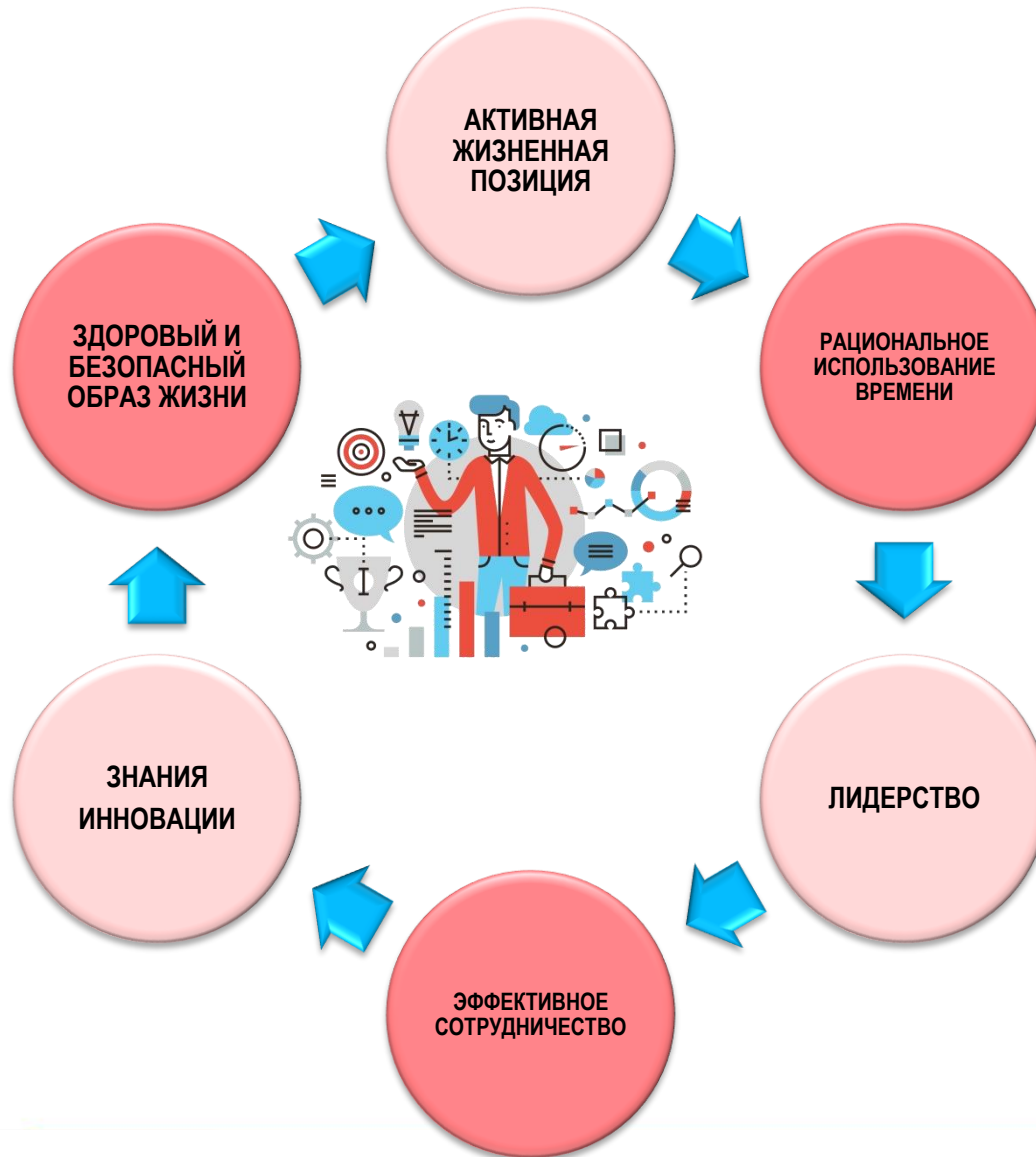 АКТИВНАЯ
ЖИЗНЕННАЯ
ПОЗИЦИЯ
РАЦИОНАЛЬНОЕ
ИСПОЛЬЗОВАНИЕ
ВРЕМЕНИ
ЛИДЕРСТВО
ЭФФЕКТИВНОЕ
СОТРУДНИЧЕСТВО
ЗНАНИЯ
ИННОВАЦИИ
ЗДОРОВЫЙ И
БЕЗОПАСНЫЙ
ОБРАЗ ЖИЗНИ